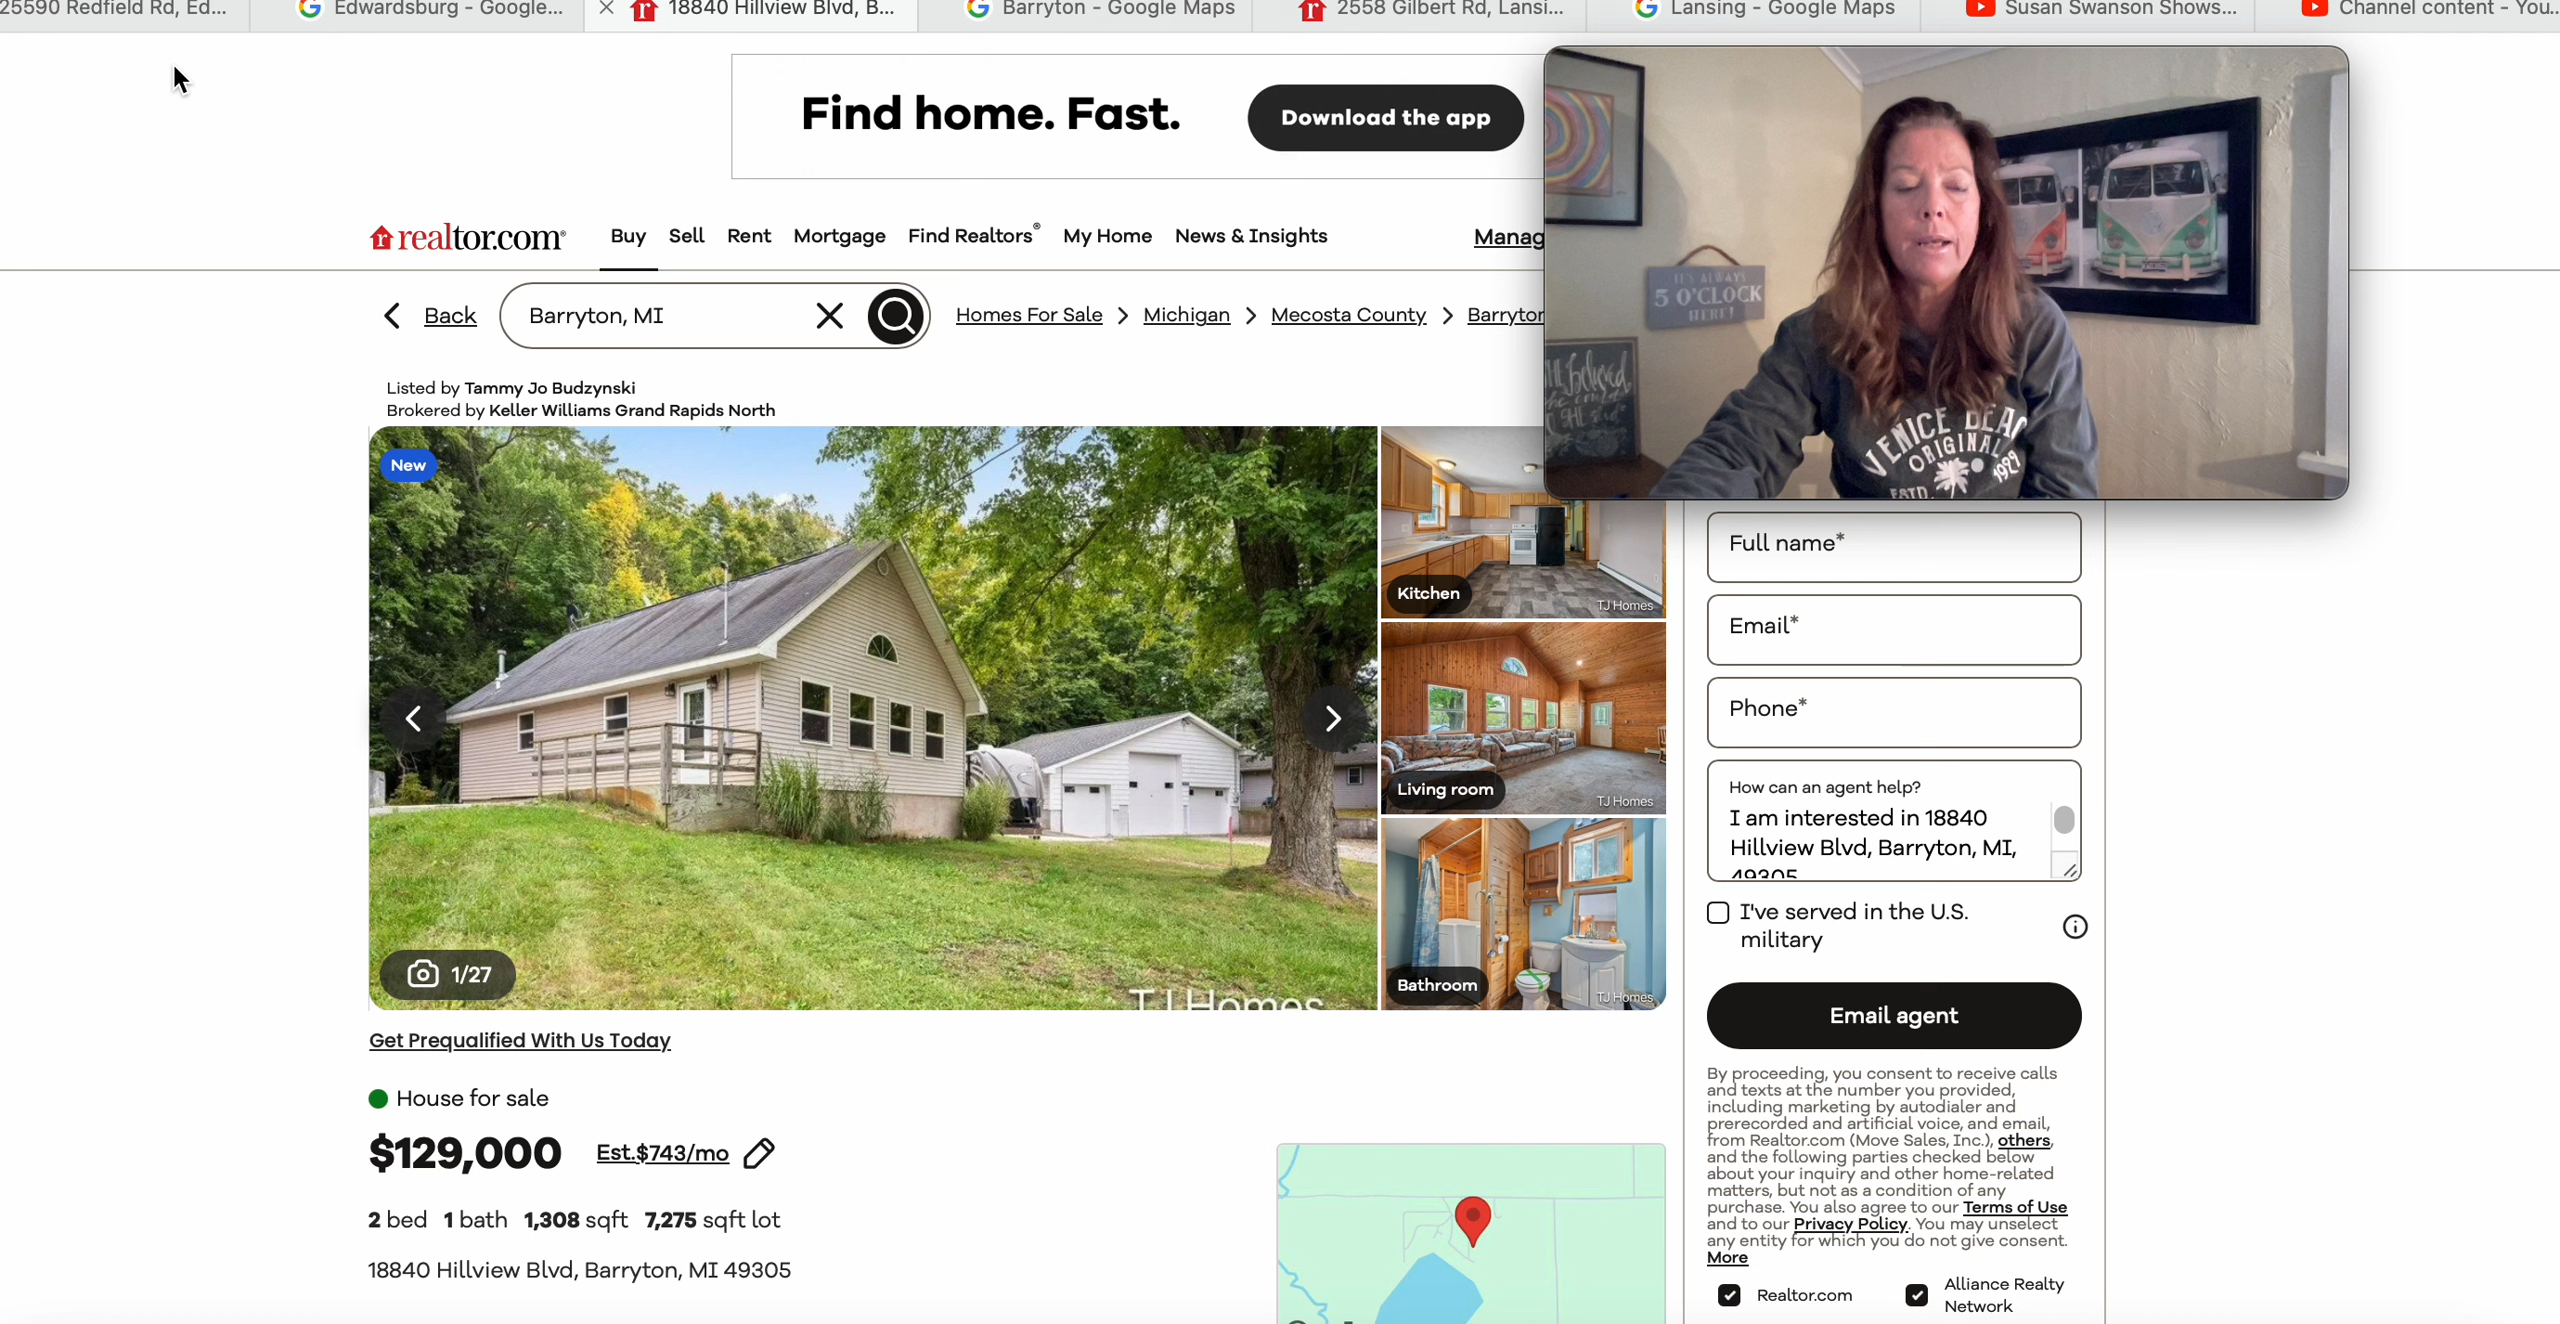 25590 Redfield Rd, Ed...
Edwardsburg - Google...
18840 Hillview Blvd, B...
Barryton - Google Maps
2558 Gilbert Rd, Lansi...
Lansing - Google Maps
Susan Swanson Shows...
Channel content - You...
Find home. Fast.
Download the app
realtor.com®
Buy
Sell
Rent
Mortgage
Find Realtors®
My Home
News & Insights
Manag
Back
Barryton, MI
Homes For Sale > Michigan > Mecosta County > Barryton
IT'S ALWAYS
5 O'CLOCK
HERE!
VENICE BEAC
ORIGINAL
ESTD.
1927
Listed by Tammy Jo Budzynski
Brokered by Keller Williams Grand Rapids North
New
1/27
TJ Homes
Kitchen
TJ Homes
Living room
TJ Homes
Bathroom
TJ Homes
Full name*
Email*
Phone*
How can an agent help?
I am interested in 18840
Hillview Blvd, Barryton, MI,
49305
I've served in the U.S.
military
Email agent
By proceeding, you consent to receive calls
and texts at the number you provided,
including marketing by autodialer and
prerecorded and artificial voice, and email,
from Realtor.com (Move Sales, Inc.), others,
and the following parties checked below
about your inquiry and other home-related
matters, but not as a condition of any
purchase. You also agree to our Terms of Use
and to our Privacy Policy. You may unselect
any entity for which you do not give consent.
More
Realtor.com
Alliance Realty
Network
Get Prequalified With Us Today
House for sale
$129,000
Est.$743/mo
2 bed 1 bath 1,308 sqft 7,275 sqft lot
18840 Hillview Blvd, Barryton, MI 49305